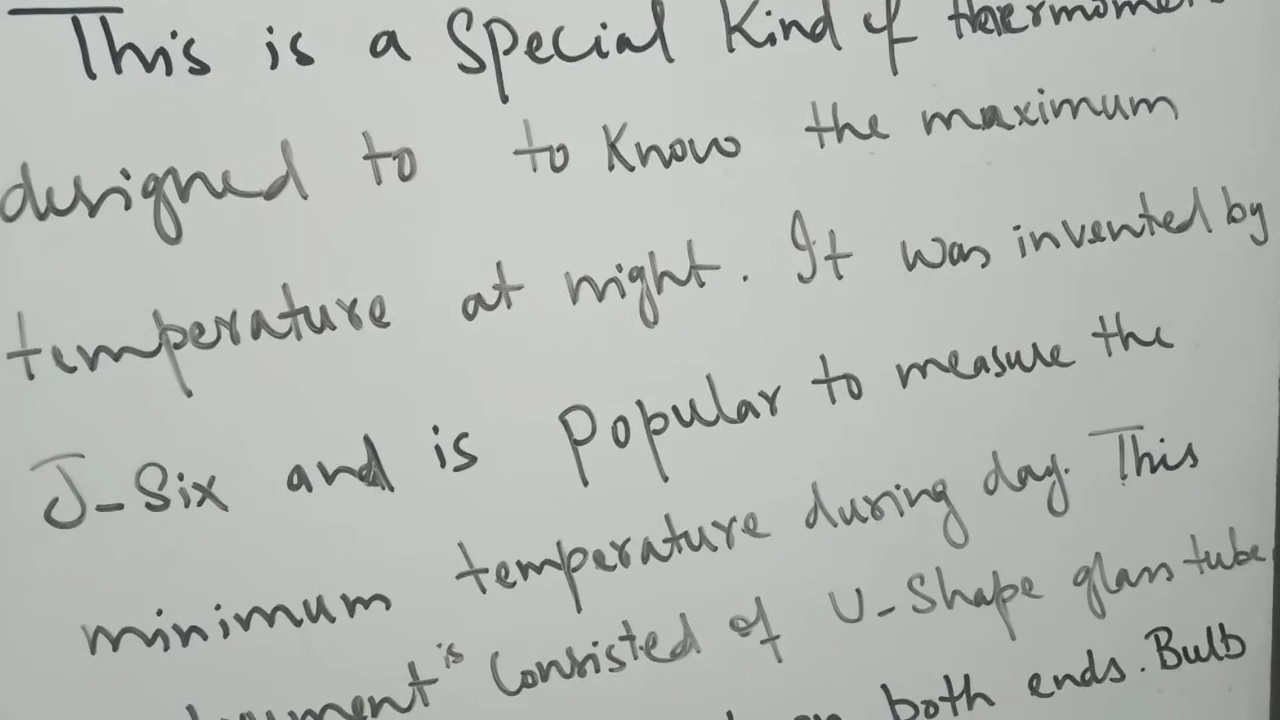 This is a Special Kind of
designed to to Know the maximum
temperature at night. It was invented by
J-Six and is Popular to measure the
minimum temperature during day. This
is Consisted of U-Shape glass tube
both ends. Bulb